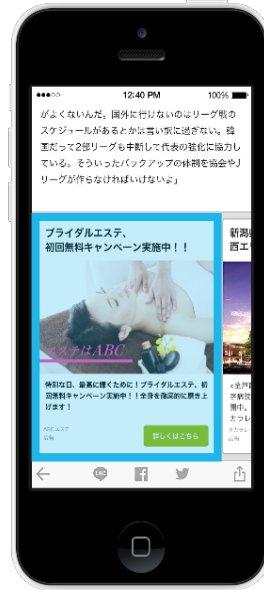 12:40 PM
100%
がよくないんだ。国外に行けないのはリーグ戦の
スケジュールがあるとかは言い訳に過ぎない。韓
国だって2部リーグも中断して代表の強化に協力し
ている。そういったバックアップの体制を協会やJ
リーグが作らなければいけないよ」
ブライダルエステ、
初回無料キャンペーン実施中！！
エステはABC
特別な日、最高に輝くために！ブライダルエステ、初
回無料キャンペーン実施中！！全身を徹底的に磨き上
げます！
ABCエステ
広告
詳しくはこちら
新潟
西エリ
広告